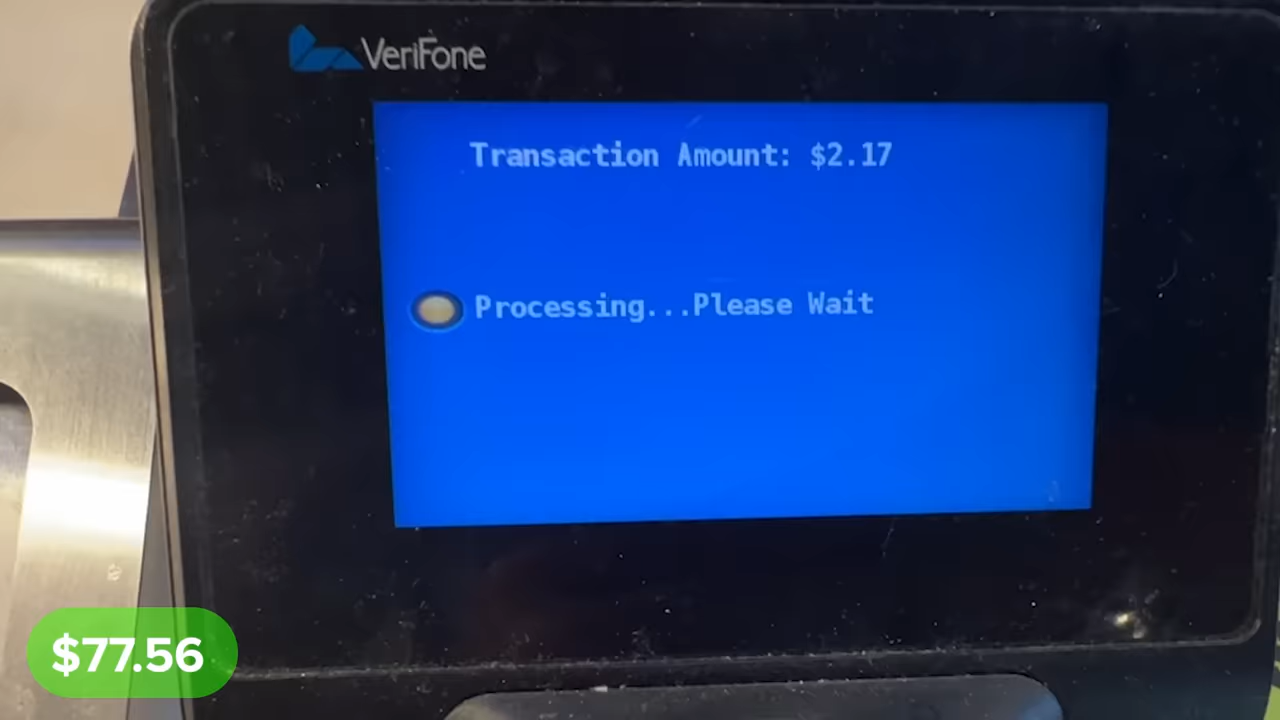 VeriFone
Transaction Amount: $2.17
Processing...Please Wait
$77.56